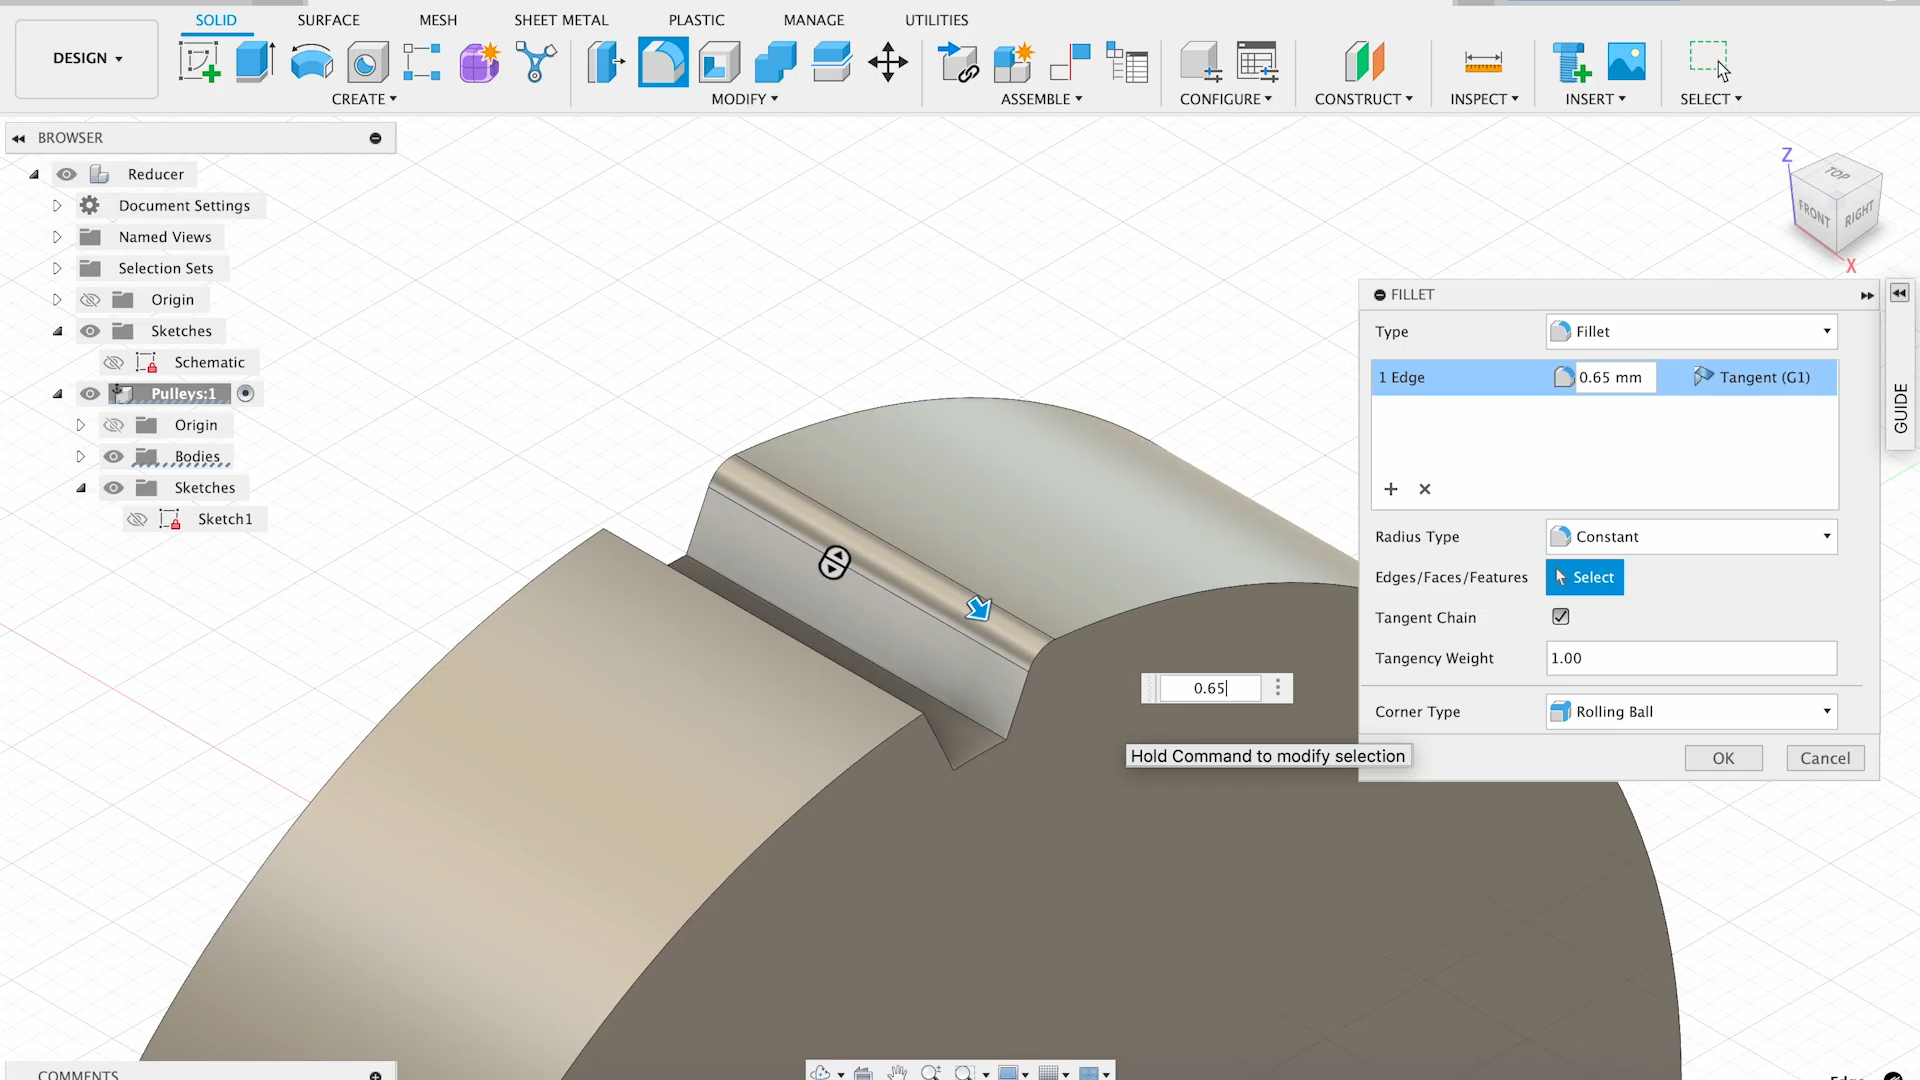 SOLID SURFACE MESH SHEET METAL PLASTIC MANAGE UTILITIES
DESIGN
CREATE MODIFY ASSEMBLE CONFIGURE CONSTRUCT INSPECT INSERT SELECT
BROWSER
Reducer
Document Settings
Named Views
Selection Sets
Origin
Sketches
Schematic
Pulleys:1
Origin
Bodies
Sketches
Sketch1
Z
TOP
FRONT
RIGHT
X
FILLET
Type Fillet
1 Edge 0.65 mm Tangent (G1)
Radius Type Constant
Edges/Faces/Features Select
Tangent Chain
Tangency Weight 1.00
Corner Type Rolling Ball
OK Cancel
GUIDE
0.65
Hold Command to modify selection
COMMENTS